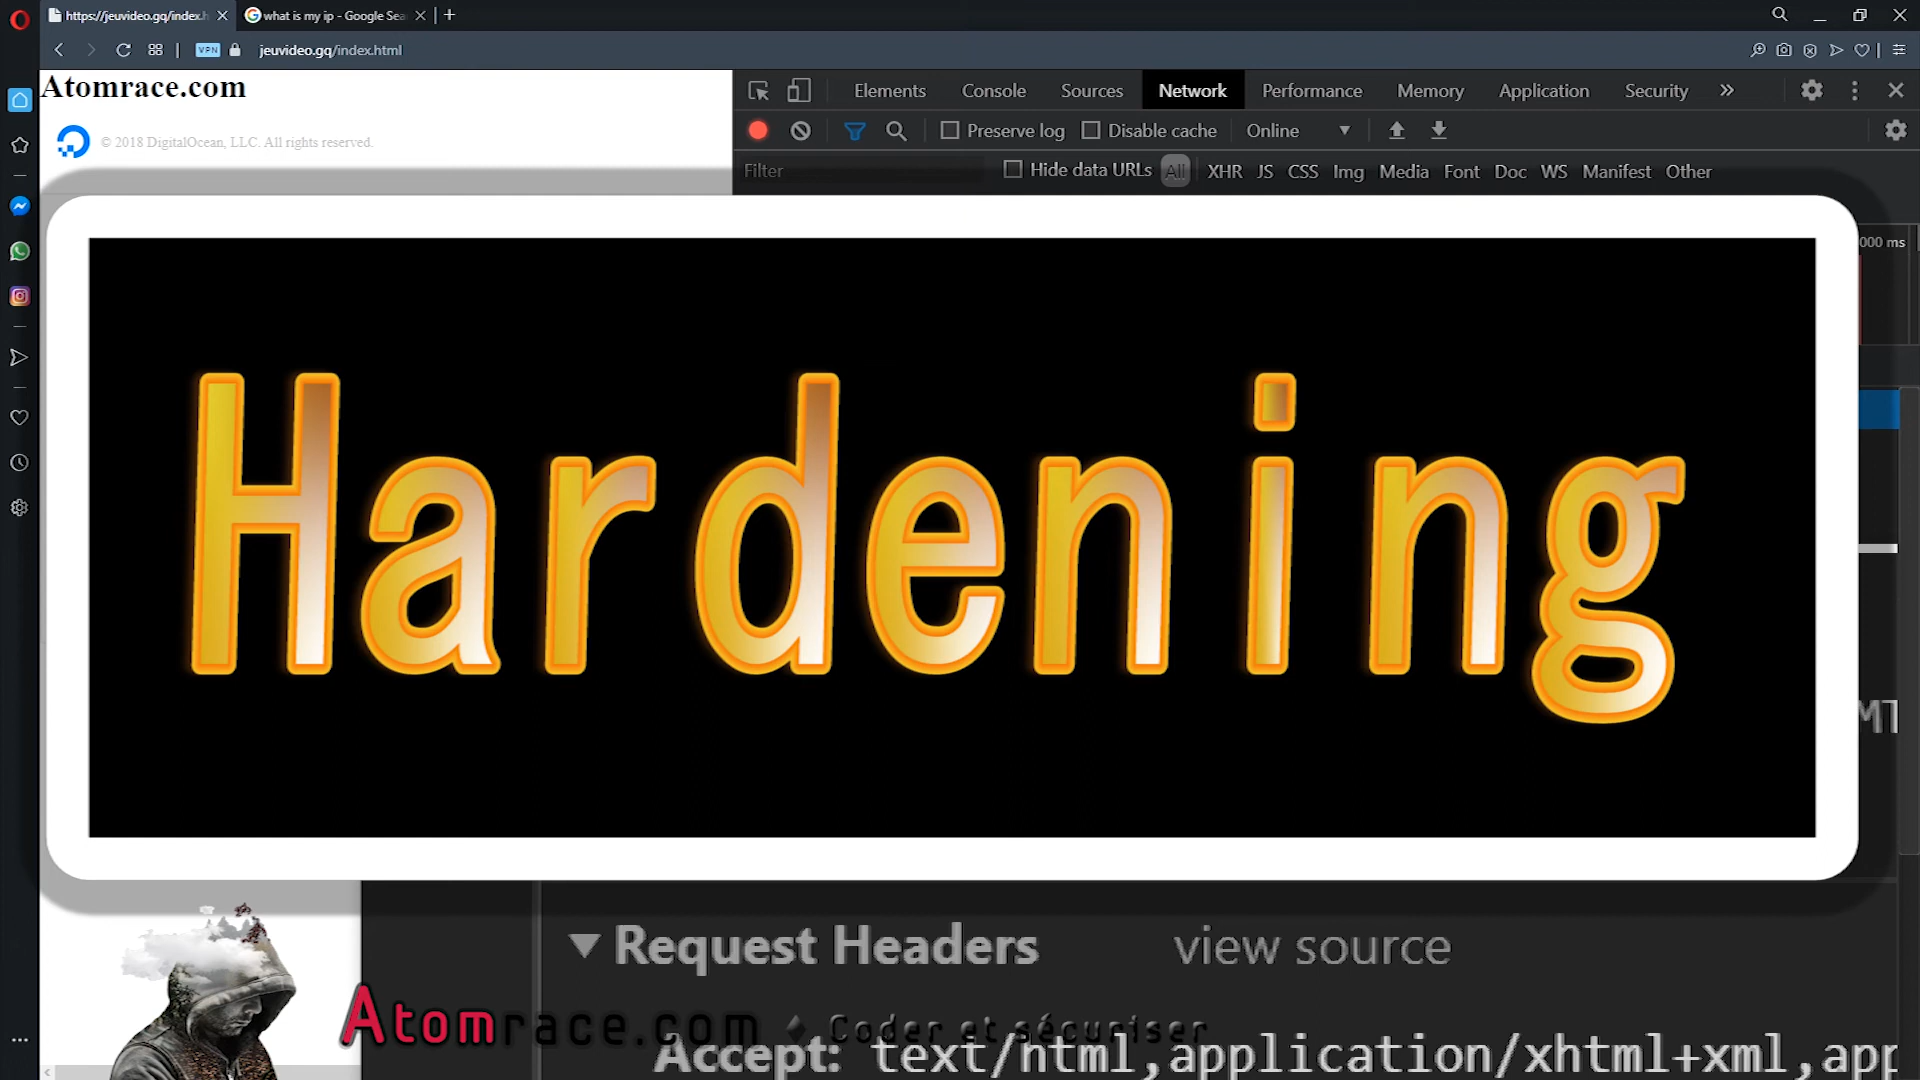 https://jeuvideo.gq/index.h
what is my ip - Google Sea
VPN
jeuvideo.gq/index.html
Atomrace.com
© 2018 DigitalOcean, LLC. All rights reserved.
Elements Console Sources Network Performance Memory Application Security
Preserve log Disable cache Online
Filter Hide data URLs All XHR JS CSS Img Media Font Doc WS Manifest Other
000 ms
Hardening
MT
Request Headers view source
Atomrace.com ♦ Coder et sécuriser
Accept: text/html,application/xhtml+xml,app